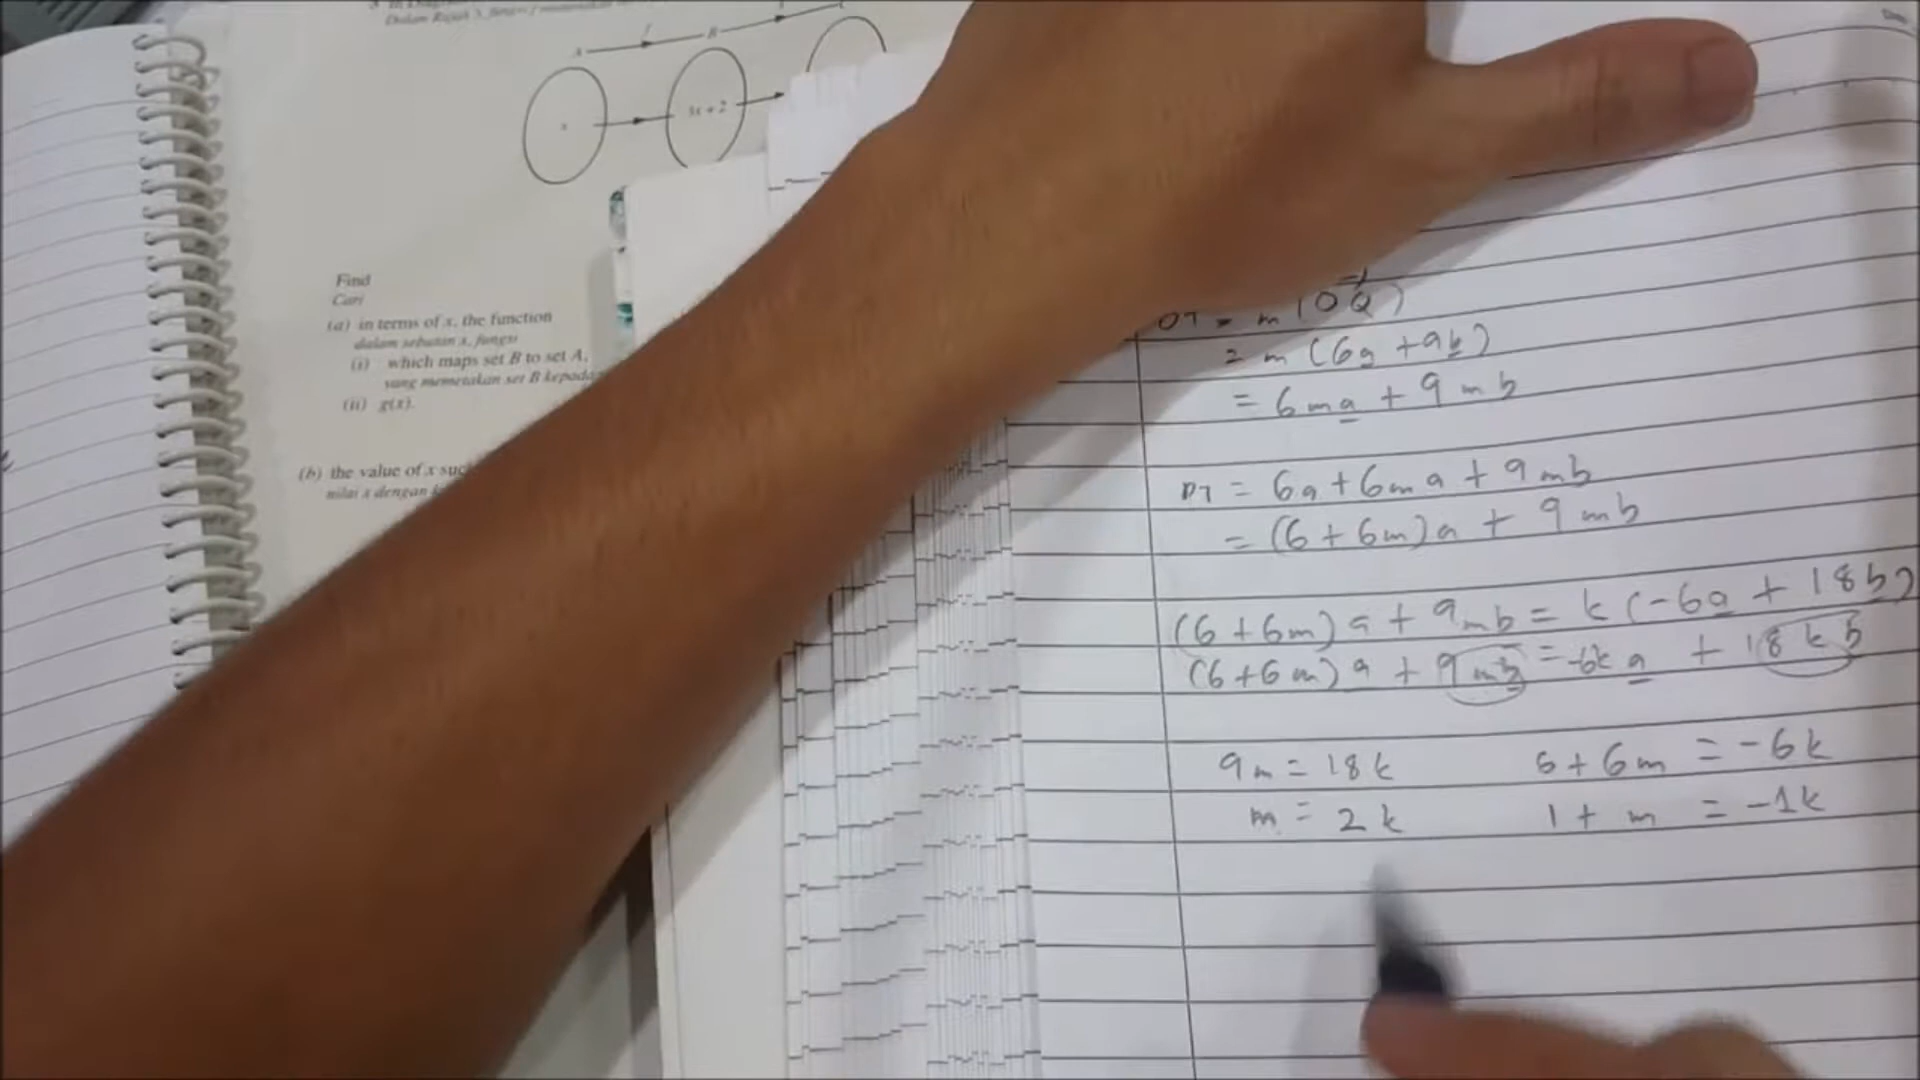 Dalam Rajah 3, fungsi f memetakan
A f B
x 3x + 2
Find
Cari
(a) in terms of x, the function
dalam sebutan x, fungsi
(i) which maps set B to set A,
yang memetakan set B kepada
(ii) g(x).
(b) the value of x such
nilai x dengan
= m (OQ)
= m (6a + 9b)
= 6ma + 9mb
PT = 6a + 6ma + 9mb
= (6 + 6m)a + 9mb
(6 + 6m)a + 9mb = k(-6a + 18b)
(6 + 6m)a + 9mb = -6ka + 18kb
9m = 18k 6 + 6m = -6k
m = 2k 1 + m = -1k